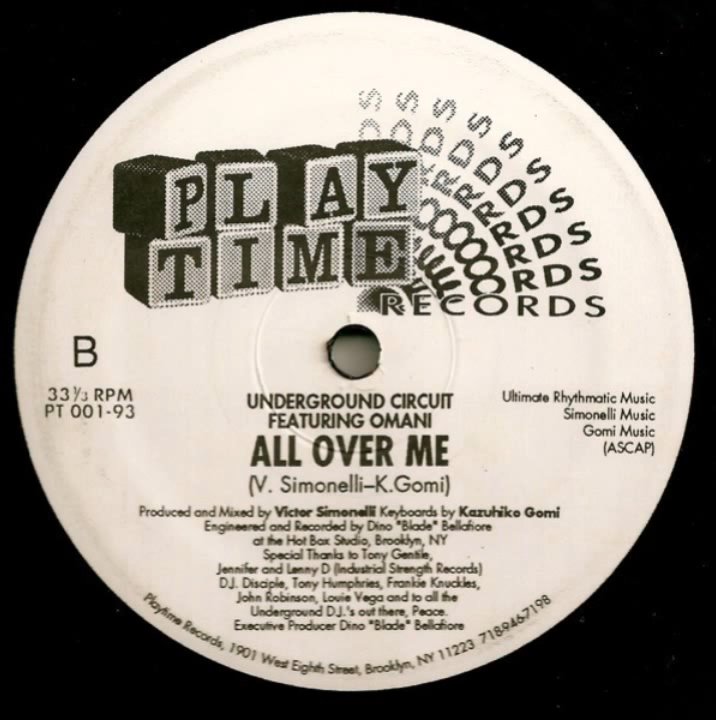 PLAY
TIME
RECORDS
B
33⅓ RPM
PT 001-93
UNDERGROUND CIRCUIT
FEATURING OMANI
ALL OVER ME
(V. Simonelli–K.Gomi)
Ultimate Rhythmatic Music
Simonelli Music
Gomi Music
(ASCAP)
Produced and Mixed by Victor Simonelli Keyboards by Kazuhiko Gomi
Engineered and Recorded by Dino "Blade" Bellafiore
at the Hot Box Studio, Brooklyn, NY
Special Thanks to Tony Gentile,
Jennifer and Lenny D (Industrial Strength Records)
D.J. Disciple, Tony Humphries, Frankie Knuckles,
John Robinson, Louie Vega and to all the
Underground D.J.'s out there, Peace.
Executive Producer Dino "Blade" Bellafiore
Playtime Records, 1901 West Eighth Street, Brooklyn, NY 11223 718-946-7198